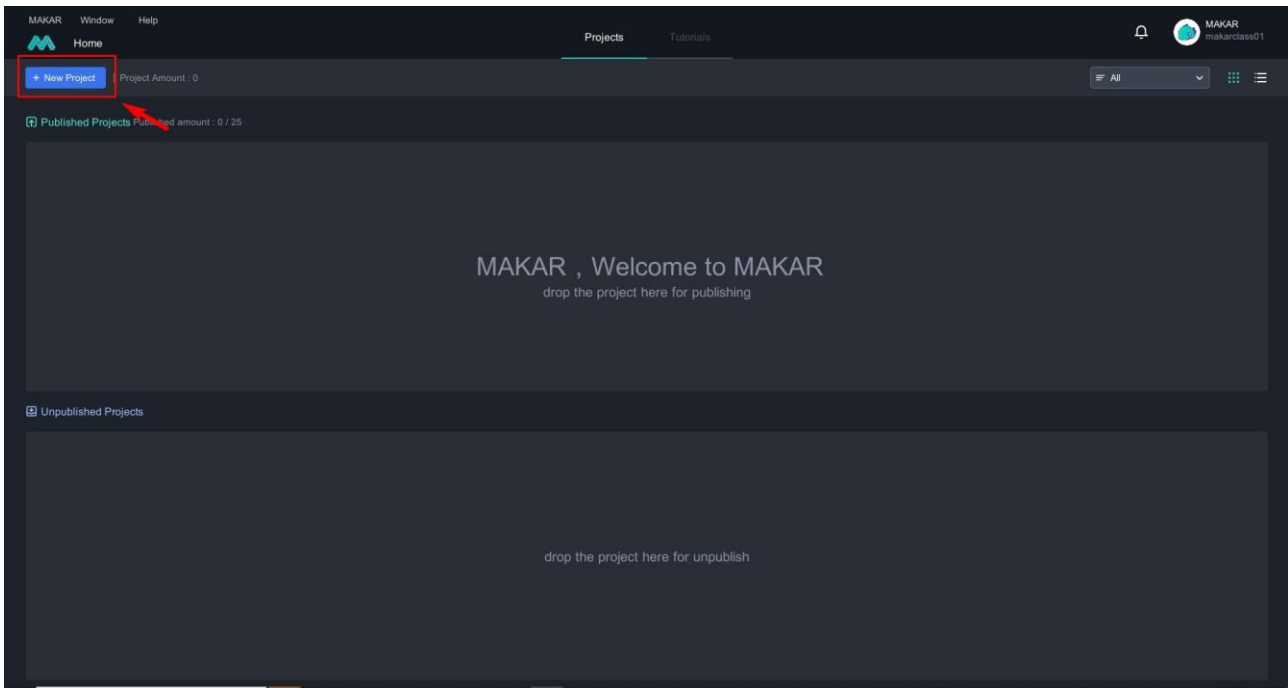 MAKAR Window Help
Home
Projects Tutorials
MAKAR
makarclass01
+ New Project | Project Amount : 0
All
Published Projects Published amount : 0 / 25
MAKAR , Welcome to MAKAR
drop the project here for publishing
Unpublished Projects
drop the project here for unpublish